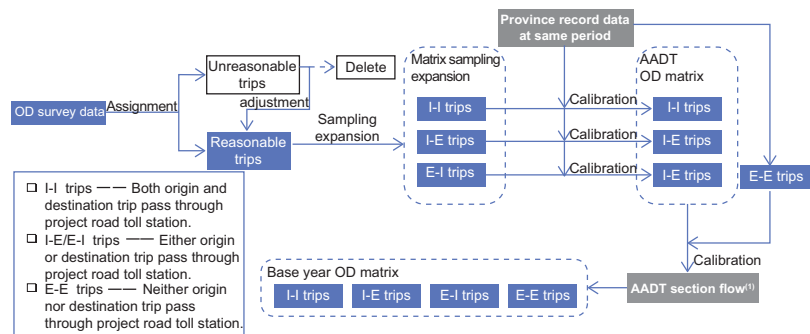 Province record data
at same period
Unreasonable
trips
Delete
Matrix sampling
expansion
AADT
OD matrix
OD survey data
Assignment
adjustment
Reasonable
trips
Sampling
expansion
I-I trips
Calibration
I-I trips
I-E trips
Calibration
I-E trips
E-I trips
Calibration
I-E trips
E-E trips
I-I trips —— Both origin and
destination trip pass through
project road toll station.
I-E/E-I trips —— Either origin
or destination trip pass through
project road toll station.
E-E trips —— Neither origin
nor destination trip pass
through project road toll station.
Calibration
Base year OD matrix
I-I trips
I-E trips
E-I trips
E-E trips
AADT section flow(1)